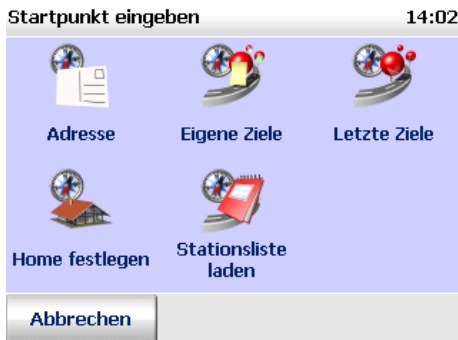 Startpunkt eingeben 14:02
Adresse Eigene Ziele Letzte Ziele
Home festlegen Stationsliste
laden
Abbrechen